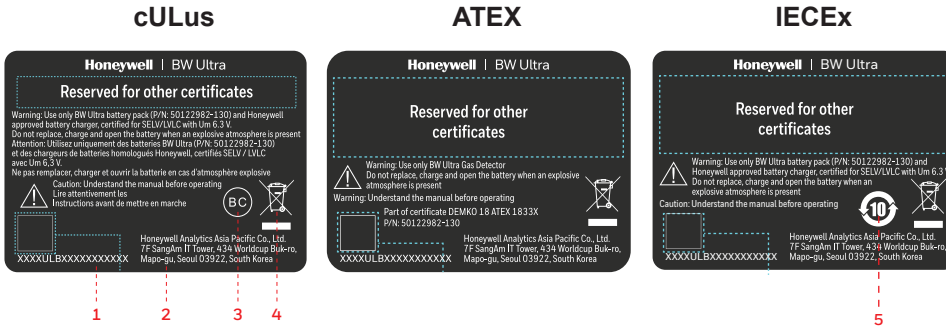 cULus
ATEX
IECEx
Honeywell | BW Ultra
Reserved for other certificates
Warning: Use only BW Ultra battery pack (P/N: 50122982-130) and Honeywell
approved battery charger, certified for SELV/LVLC with Um 6.3 V.
Do not replace, charge and open the battery when an explosive atmosphere is present
Attention: Utilisez uniquement des batteries BW Ultra (P/N: 50122982-130)
et des chargeurs de batteries homologués Honeywell, certifiés SELV / LVLC
avec Um 6,3 V.
Ne pas remplacer, charger et ouvrir la batterie en cas d'atmosphère explosive
Caution: Understand the manual before operating
Lire attentivement les
Instructions avant de mettre en marche
BC
Honeywell Analytics Asia Pacific Co., Ltd.
7F SangAm IT Tower, 434 Worldcup Buk-ro,
Mapo-gu, Seoul 03922, South Korea
XXXXULBXXXXXXXXXXX
1
2
3
4
Honeywell | BW Ultra
Reserved for other
certificates
Warning: Use only BW Ultra Gas Detector
Do not replace, charge and open the battery when an explosive
atmosphere is present
Warning: Understand the manual before operating
Part of certificate DEMKO 18 ATEX 1833X
P/N: 50122982-130
Honeywell Analytics Asia Pacific Co., Ltd.
7F SangAm IT Tower, 434 Worldcup Buk-ro,
Mapo-gu, Seoul 03922, South Korea
XXXXULBXXXXXXXXXXX
Honeywell | BW Ultra
Reserved for other
certificates
Warning: Use only BW Ultra battery pack (P/N: 50122982-130) and
Honeywell approved battery charger, certified for SELV/LVLC with Um 6.3 V
Do not replace, charge and open the battery when an
explosive atmosphere is present
Caution: Understand the manual before operating
10
Honeywell Analytics Asia Pacific Co., Ltd.
7F SangAm IT Tower, 434 Worldcup Buk-ro,
Mapo-gu, Seoul 03922, South Korea
XXXXULBXXXXXXXXXXX
5